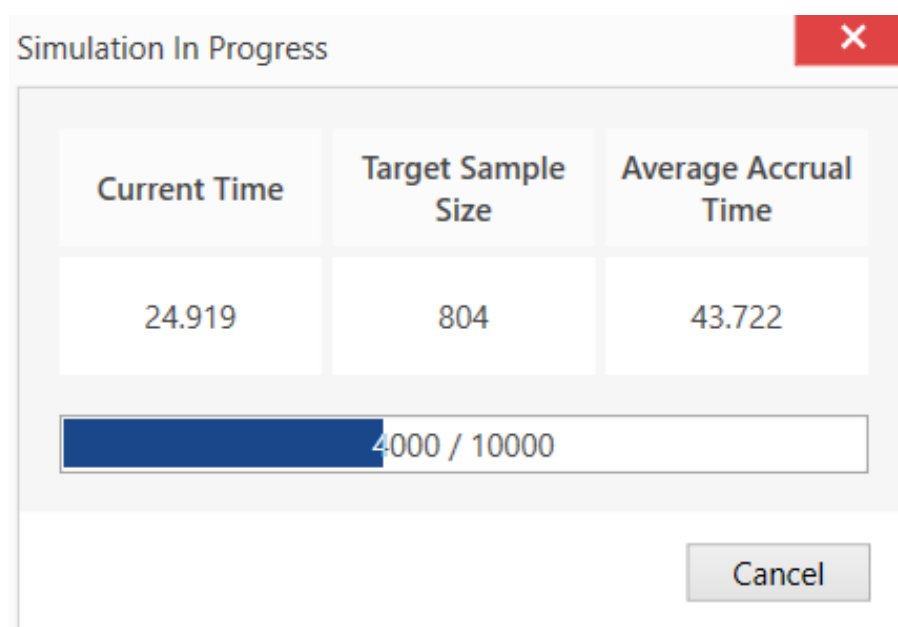 Simulation In Progress
Current Time
Target Sample
Size
Average Accrual
Time
24.919
804
43.722
4000 / 10000
Cancel